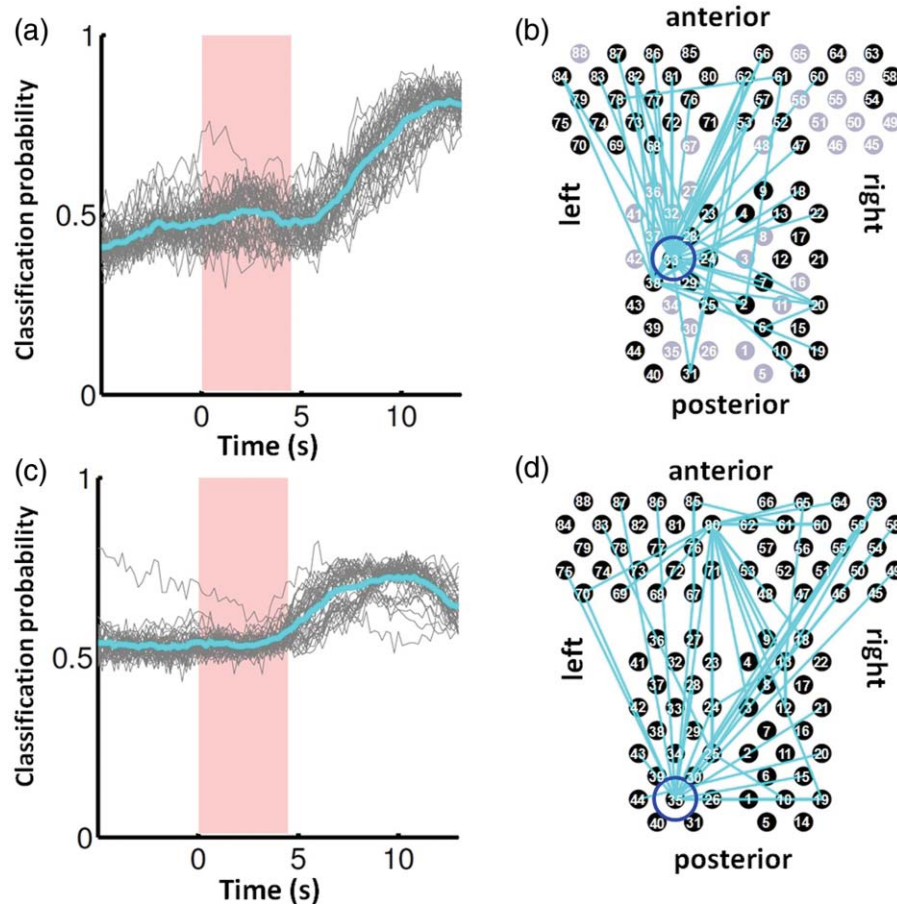 (a)
1
0.5
0
Classification probability
0 5 10
Time (s)
(b)
anterior
88 87 86 85 66 65 64 63
84 83 82 81 80 62 61 60 59 58
79 78 77 76 57 56 55 54
75 74 73 72 71 53 52 51 50 49
70 69 68 67 48 47 46 45
36 27 9 18
41 32 23 4 13 22
37 28 8 17
42 33 24 3 12 21
38 29 7 16
43 34 25 2 11 20
39 30 6 15
44 35 26 1 10 19
40 31 5 14
left
right
posterior
(c)
1
0.5
0
Classification probability
0 5 10
Time (s)
(d)
anterior
88 87 86 85 66 65 64 63
84 83 82 81 80 62 61 60 59 58
79 78 77 76 57 56 55 54
75 74 73 72 71 53 52 51 50 49
70 69 68 67 48 47 46 45
36 27 9 18
41 32 23 4 13 22
37 28 8 17
42 33 24 3 12 21
38 29 7 16
43 34 25 2 11 20
39 30 6 15
44 35 26 1 10 19
40 31 5 14
left
right
posterior